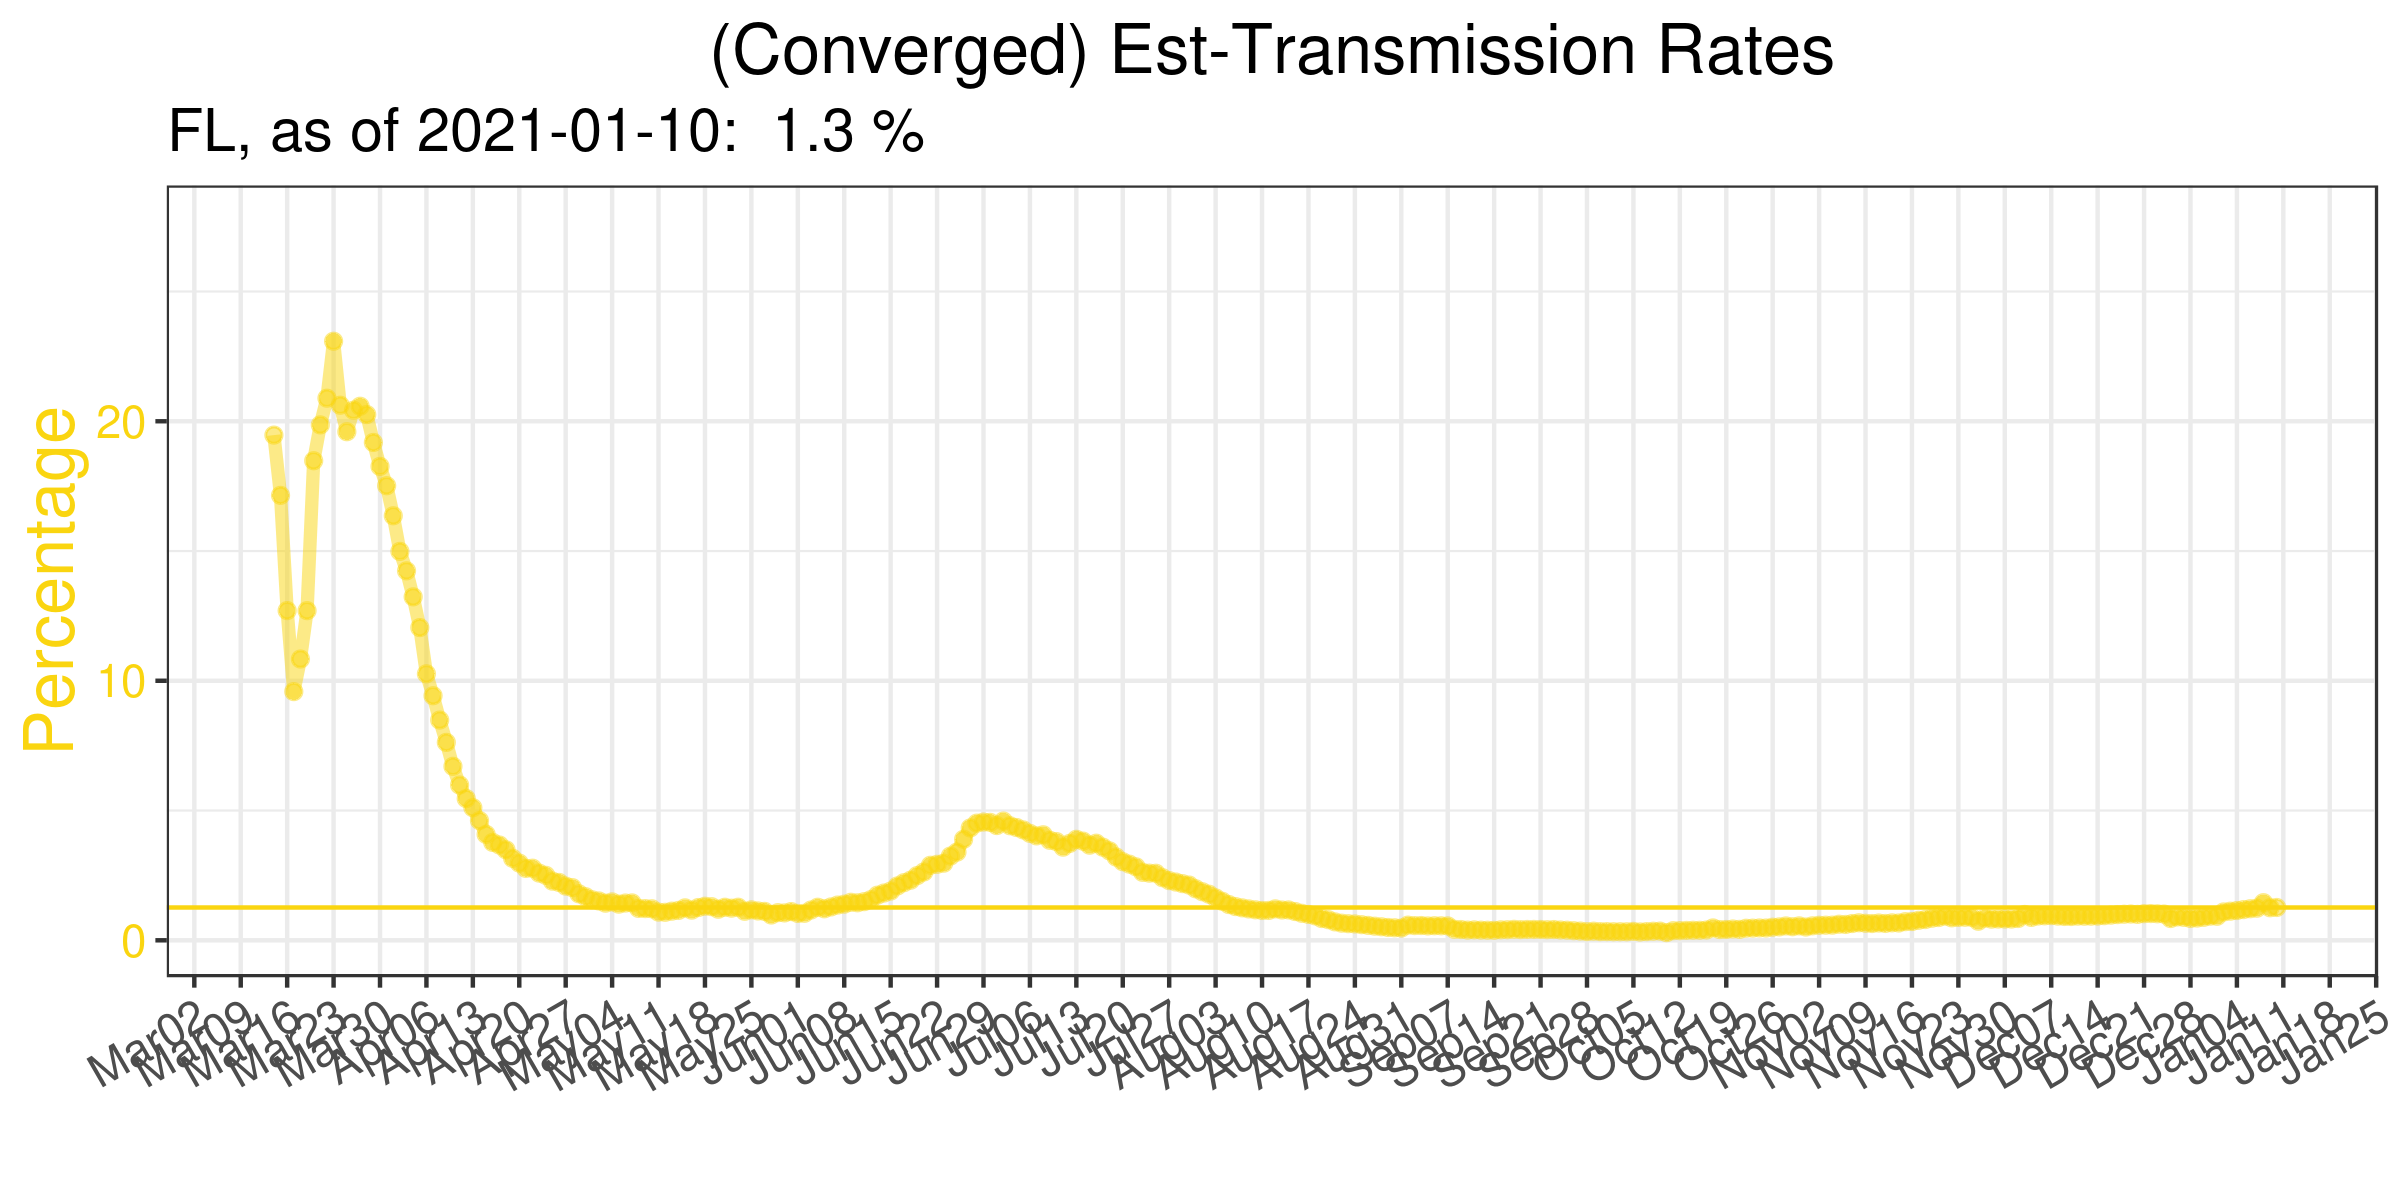 (Converged) Est-Transmission Rates
FL, as of 2021-01-10:  1.3 %
Percentage
20
10
0
Mar02
Mar09
Mar16
Mar23
Mar30
Apr06
Apr13
Apr20
Apr27
May04
May11
May18
May25
Jun01
Jun08
Jun15
Jun22
Jun29
Jul06
Jul13
Jul20
Jul27
Aug03
Aug10
Aug17
Aug24
Aug31
Sep07
Sep14
Sep21
Sep28
Oct05
Oct12
Oct19
Oct26
Nov02
Nov09
Nov16
Nov23
Nov30
Dec07
Dec14
Dec21
Dec28
Jan04
Jan11
Jan18
Jan25